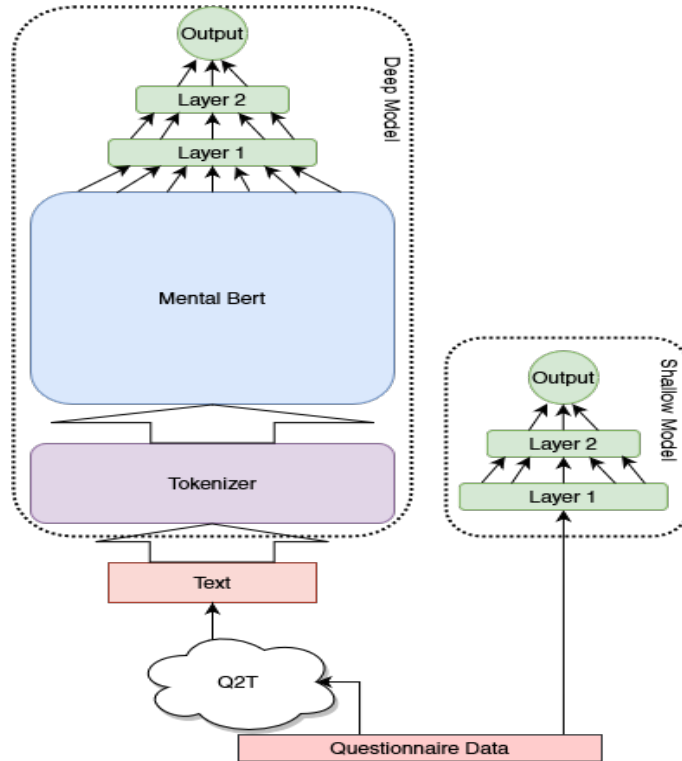 Output
Layer 2
Layer 1
Deep Model
Mental Bert
Tokenizer
Text
Q2T
Questionnaire Data
Output
Layer 2
Layer 1
Shallow Model